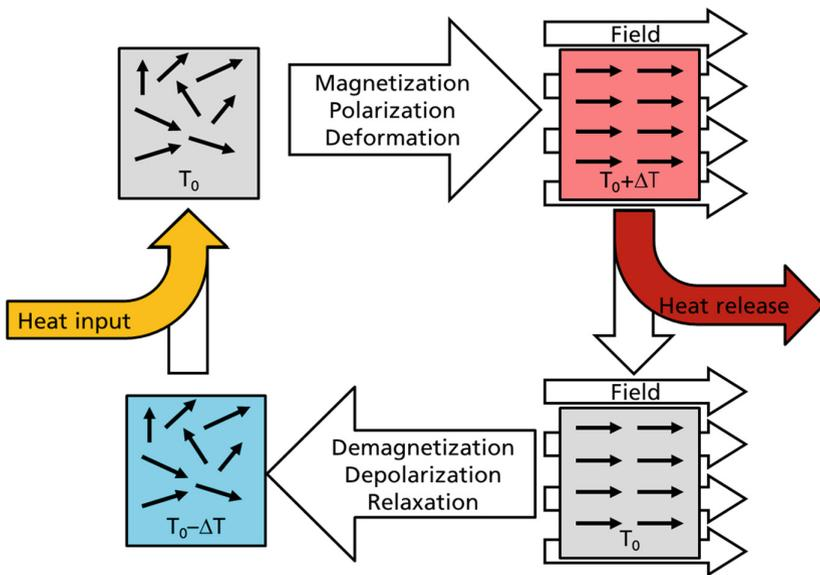 Field
Magnetization
Polarization
Deformation
T₀
T₀+ΔT
Heat input
Heat release
Field
Demagnetization
Depolarization
Relaxation
T₀−ΔT
T₀